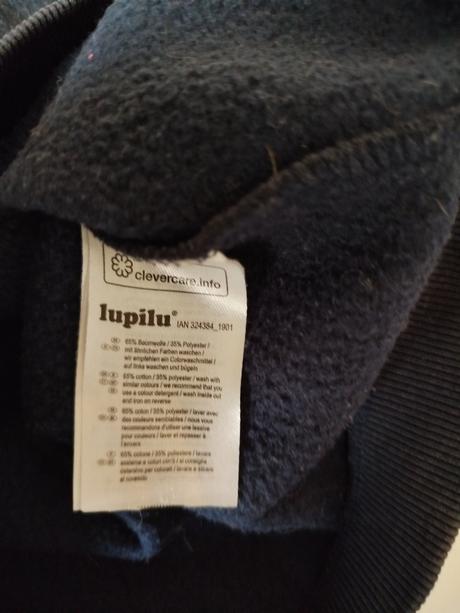 clevercare.info
lupilu® IAN 324384_1901
65% Baumwolle / 35% Polyester /
mit ähnlichen Farben waschen /
wir empfehlen ein Colorwaschmittel /
auf links waschen und bügeln
65% cotton / 35% polyester / wash with
similar colours / we recommend that you
use a colour detergent / wash inside out
and iron on reverse
65% coton / 35% polyester / laver avec
des couleurs semblables / nous vous
recommandons d'utiliser une lessive
pour couleurs / laver et repasser à
l'envers
65% cotone / 35% poliestere / lavare
assieme a colori / si consiglia
detersivo per colorati / lavare e stirare
al rovescio